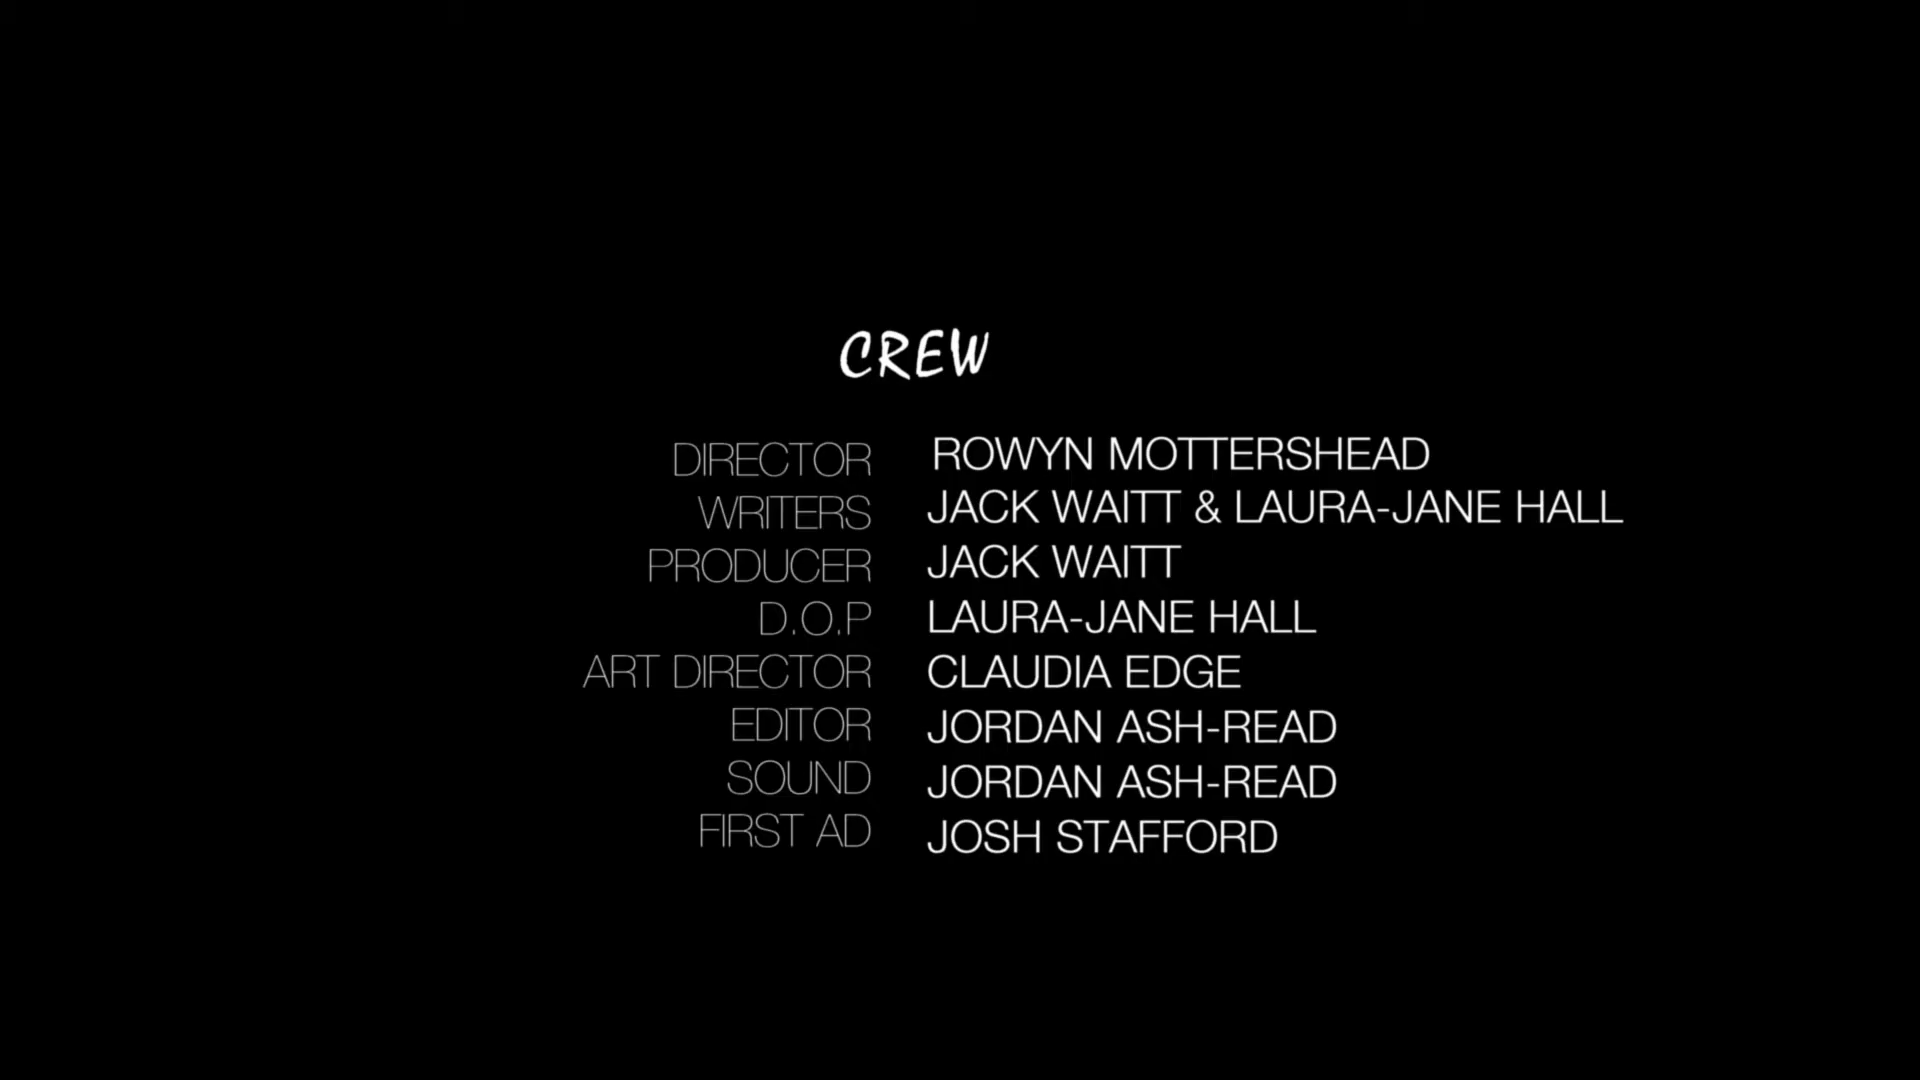 CREW
DIRECTOR ROWYN MOTTERSHEAD
WRITERS JACK WAITT & LAURA-JANE HALL
PRODUCER JACK WAITT
D.O.P LAURA-JANE HALL
ART DIRECTOR CLAUDIA EDGE
EDITOR JORDAN ASH-READ
SOUND JORDAN ASH-READ
FIRST AD JOSH STAFFORD